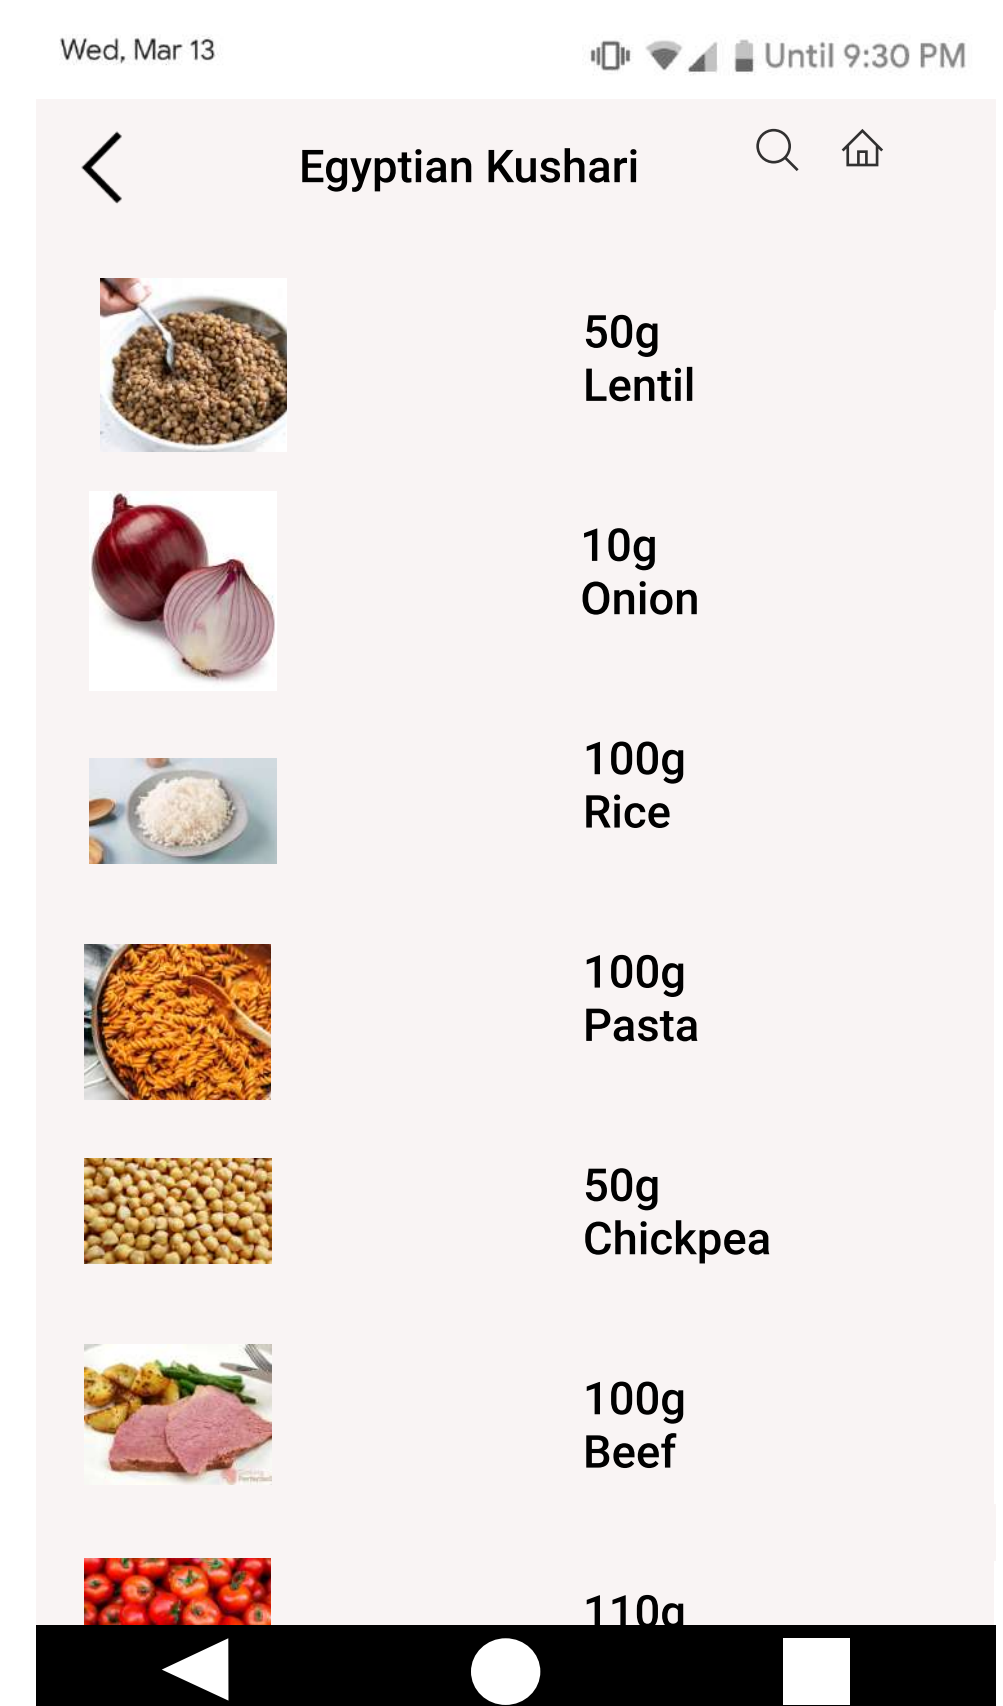 Wed, Mar 13
Until 9:30 PM
Egyptian Kushari
50g
Lentil
10g
Onion
100g
Rice
100g
Pasta
50g
Chickpea
100g
Beef
110g